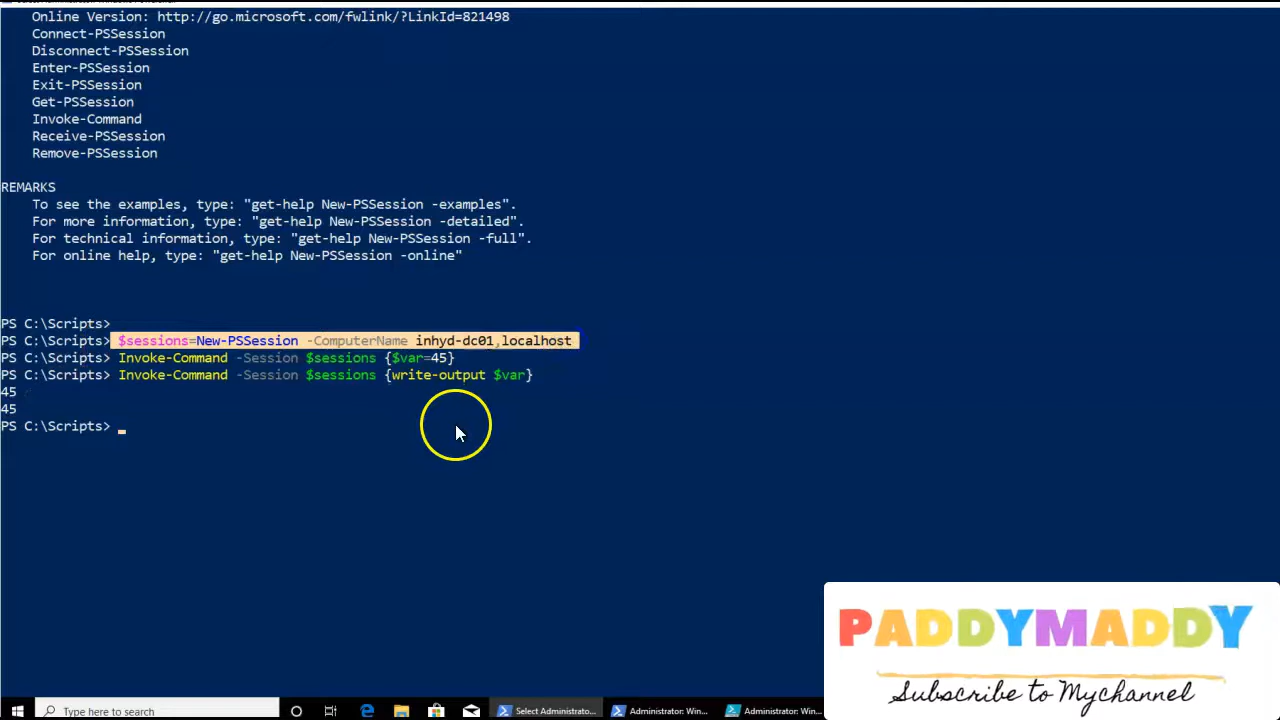 Online Version: http://go.microsoft.com/fwlink/?LinkId=821498
Connect-PSSession
Disconnect-PSSession
Enter-PSSession
Exit-PSSession
Get-PSSession
Invoke-Command
Receive-PSSession
Remove-PSSession
REMARKS
To see the examples, type: "get-help New-PSSession -examples".
For more information, type: "get-help New-PSSession -detailed".
For technical information, type: "get-help New-PSSession -full".
For online help, type: "get-help New-PSSession -online"
PS C:\Scripts>
PS C:\Scripts> $sessions=New-PSSession -ComputerName inhyd-dc01,localhost
PS C:\Scripts> Invoke-Command -Session $sessions {$var=45}
PS C:\Scripts> Invoke-Command -Session $sessions {write-output $var}
45
45
PS C:\Scripts>
PADDYMADDY
Subscribe to Mychannel
Type here to search
Select Administrato...
Administrator: Win...
Administrator: Win...